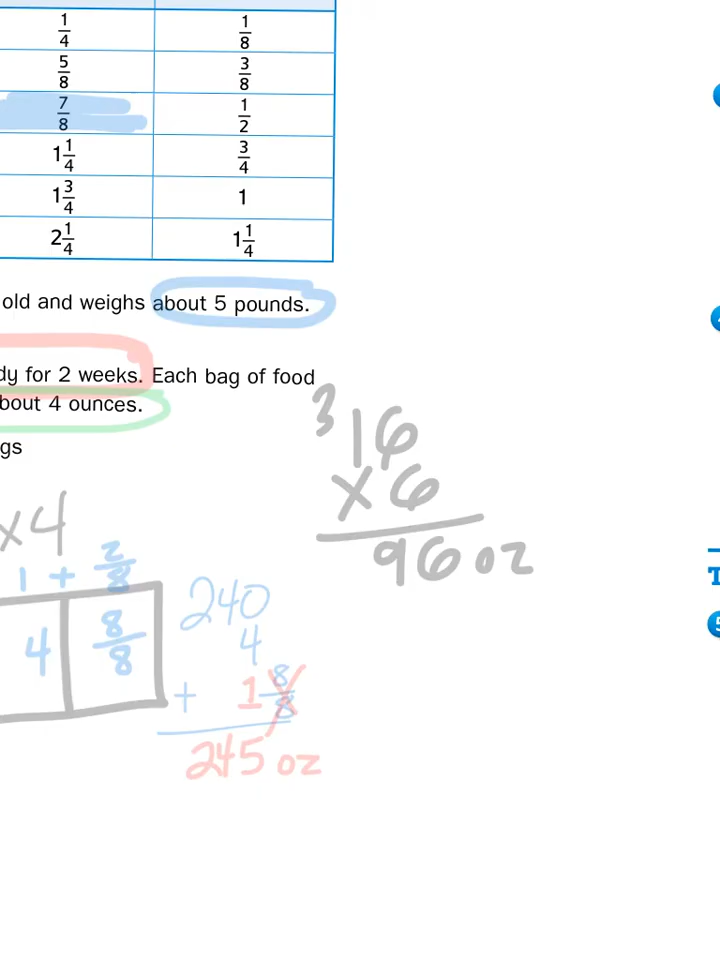 1/4 1/8
5/8 3/8
7/8 1/2
1 1/4 3/4
1 3/4 1
2 1/4 1 1/4
old and weighs about 5 pounds.
dy for 2 weeks. Each bag of food
bout 4 ounces.
gs
3
16
x 6
96 oz
x4
1 + 2/8
4 8/8
240
4
+ 1 8/8
245 oz
T